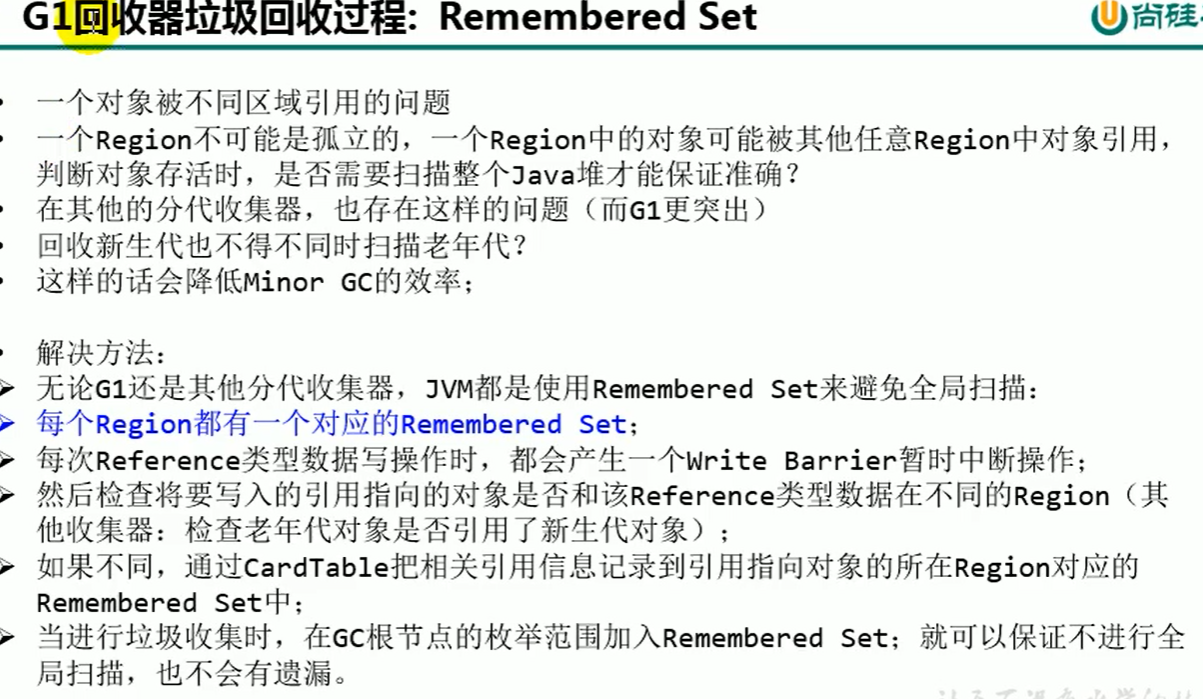 G1回收器垃圾回收过程: Remembered Set
尚硅
• 一个对象被不同区域引用的问题
• 一个Region不可能是孤立的，一个Region中的对象可能被其他任意Region中对象引用，
判断对象存活时，是否需要扫描整个Java堆才能保证准确？
• 在其他的分代收集器，也存在这样的问题（而G1更突出）
• 回收新生代也不得不同时扫描老年代？
• 这样的话会降低Minor GC的效率；
• 解决方法：
➢ 无论G1还是其他分代收集器，JVM都是使用Remembered Set来避免全局扫描：
➢ 每个Region都有一个对应的Remembered Set；
➢ 每次Reference类型数据写操作时，都会产生一个Write Barrier暂时中断操作；
➢ 然后检查将要写入的引用指向的对象是否和该Reference类型数据在不同的Region（其
他收集器：检查老年代对象是否引用了新生代对象）；
➢ 如果不同，通过CardTable把相关引用信息记录到引用指向对象的所在Region对应的
Remembered Set中；
➢ 当进行垃圾收集时，在GC根节点的枚举范围加入Remembered Set；就可以保证不进行全
局扫描，也不会有遗漏。